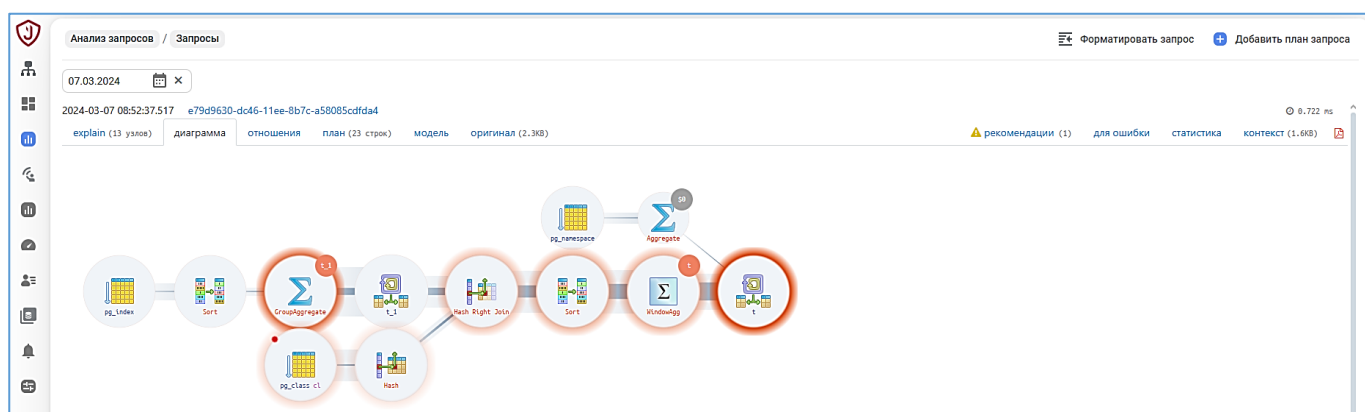 Анализ запросов / Запросы
Форматировать запрос
Добавить план запроса
07.03.2024
2024-03-07 08:52:37.517 e79d9630-dc46-11ee-8b7c-a58085cdfda4
0.722 ms
explain (13 узлов) диаграмма отношения план (23 строк) модель оригинал (2.3KB) рекомендации (1) для ошибки статистика контекст (1.6KB)
$0
pg_namespace Aggregate
t_1 t
pg_index Sort GroupAggregate t_1 Hash Right Join Sort WindowAgg t
pg_class cl Hash